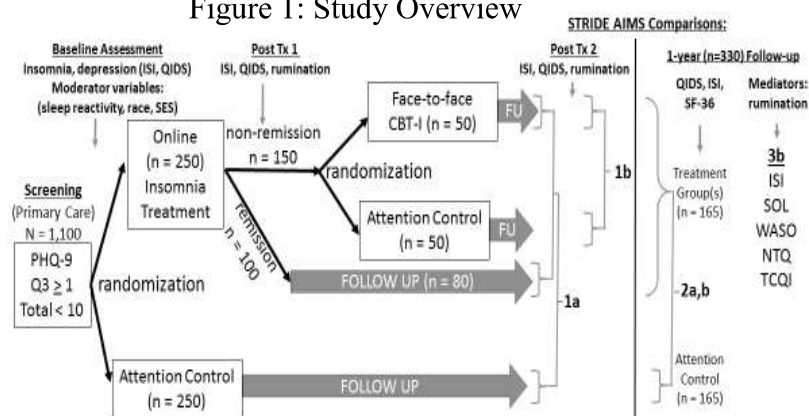 Figure 1: Study Overview
STRIDE AIMS Comparisons:
Baseline Assessment
Insomnia, depression (ISI, QIDS)
Moderator variables:
(sleep reactivity, race, SES)
Post Tx 1
ISI, QIDS, rumination
Post Tx 2
ISI, QIDS, rumination
1-year (n=330) Follow-up
QIDS, ISI,
SF-36
Mediators:
rumination
Screening
(Primary Care)
N = 1,100
PHQ-9
Q3 ≥ 1
Total < 10
randomization
Online
(n = 250)
Insomnia
Treatment
non-remission
n = 150
randomization
remission
n = 100
Face-to-face
CBT-I (n = 50)
FU
Attention Control
(n = 50)
FU
FOLLOW UP (n = 80)
Attention Control
(n = 250)
FOLLOW UP
1a
1b
Treatment
Group(s)
(n = 165)
2a,b
Attention
Control
(n = 165)
3b
ISI
SOL
WASO
NTQ
TCQI